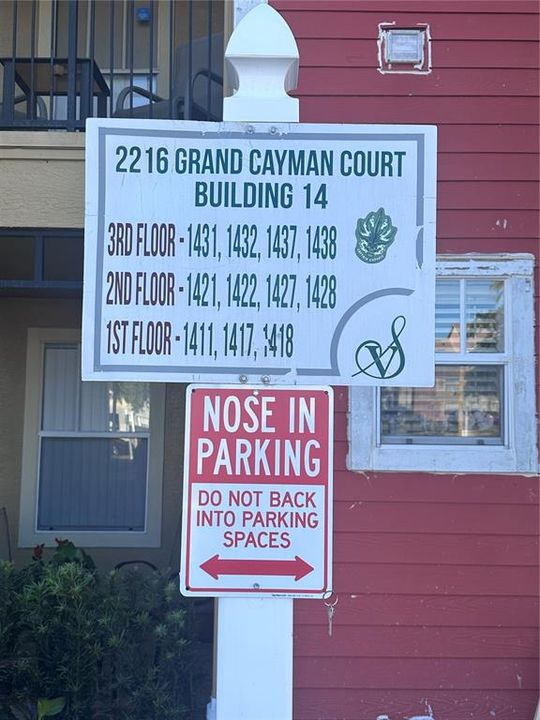 2216 GRAND CAYMAN COURT
BUILDING 14
3RD FLOOR - 1431, 1432, 1437, 1438
2ND FLOOR - 1421, 1422, 1427, 1428
1ST FLOOR - 1411, 1417, 1418
VS
NOSE IN
PARKING
DO NOT BACK
INTO PARKING
SPACES